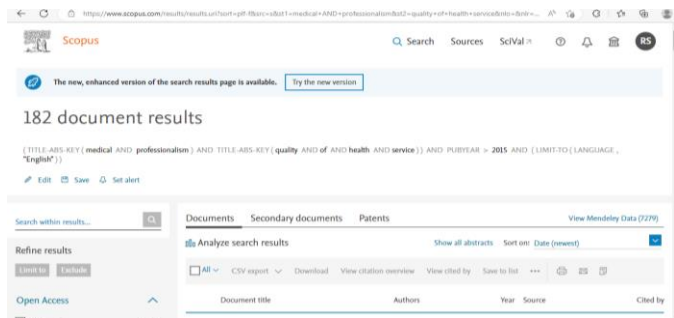 https://www.scopus.com/results/results.uri?sort=plf-f&src=s&st1=medical+AND+professionalism&st2=quality+of+health+service&nlo=&nlr=...
Scopus
Search Sources SciVal RS
The new, enhanced version of the search results page is available. Try the new version
182 document results
(TITLE-ABS-KEY(medical AND professionalism) AND TITLE-ABS-KEY(quality AND of AND health AND service)) AND PUBYEAR > 2015 AND (LIMIT-TO(LANGUAGE,
"English"))
Edit Save Set alert
Search within results...
Documents Secondary documents Patents View Mendeley Data (7279)
Refine results
Analyze search results Show all abstracts Sort on: Date (newest)
Limit to Exclude
All CSV export Download View citation overview View cited by Save to list ...
Open Access
Document title Authors Year Source Cited by